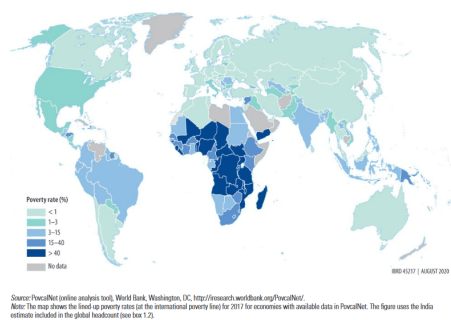 Poverty rate (%)
< 1
1–3
3–15
15–40
> 40
No data
IBRD 45217 | AUGUST 2020
Source: PovcalNet (online analysis tool), World Bank, Washington, DC, http://iresearch.worldbank.org/PovcalNet/.
Note: The map shows the lined-up poverty rates (at the international poverty line) for 2017 for economies with available data in PovcalNet. The figure uses the India
estimate included in the global headcount (see box 1.2).